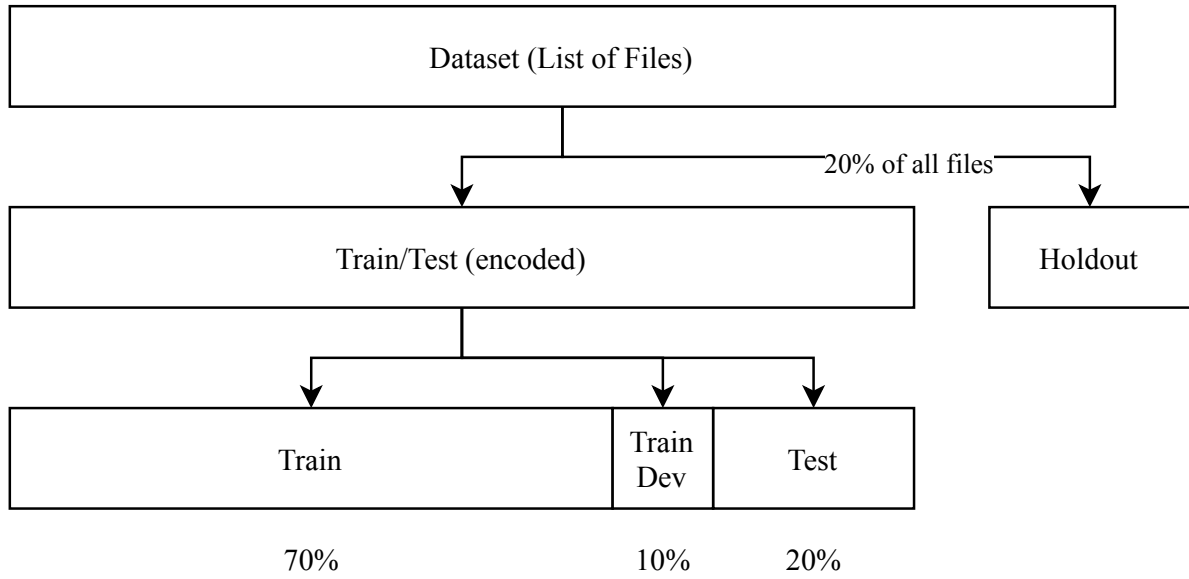 Dataset (List of Files)
20% of all files
Train/Test (encoded)
Holdout
Train
Train
Dev
Test
70%
10%
20%